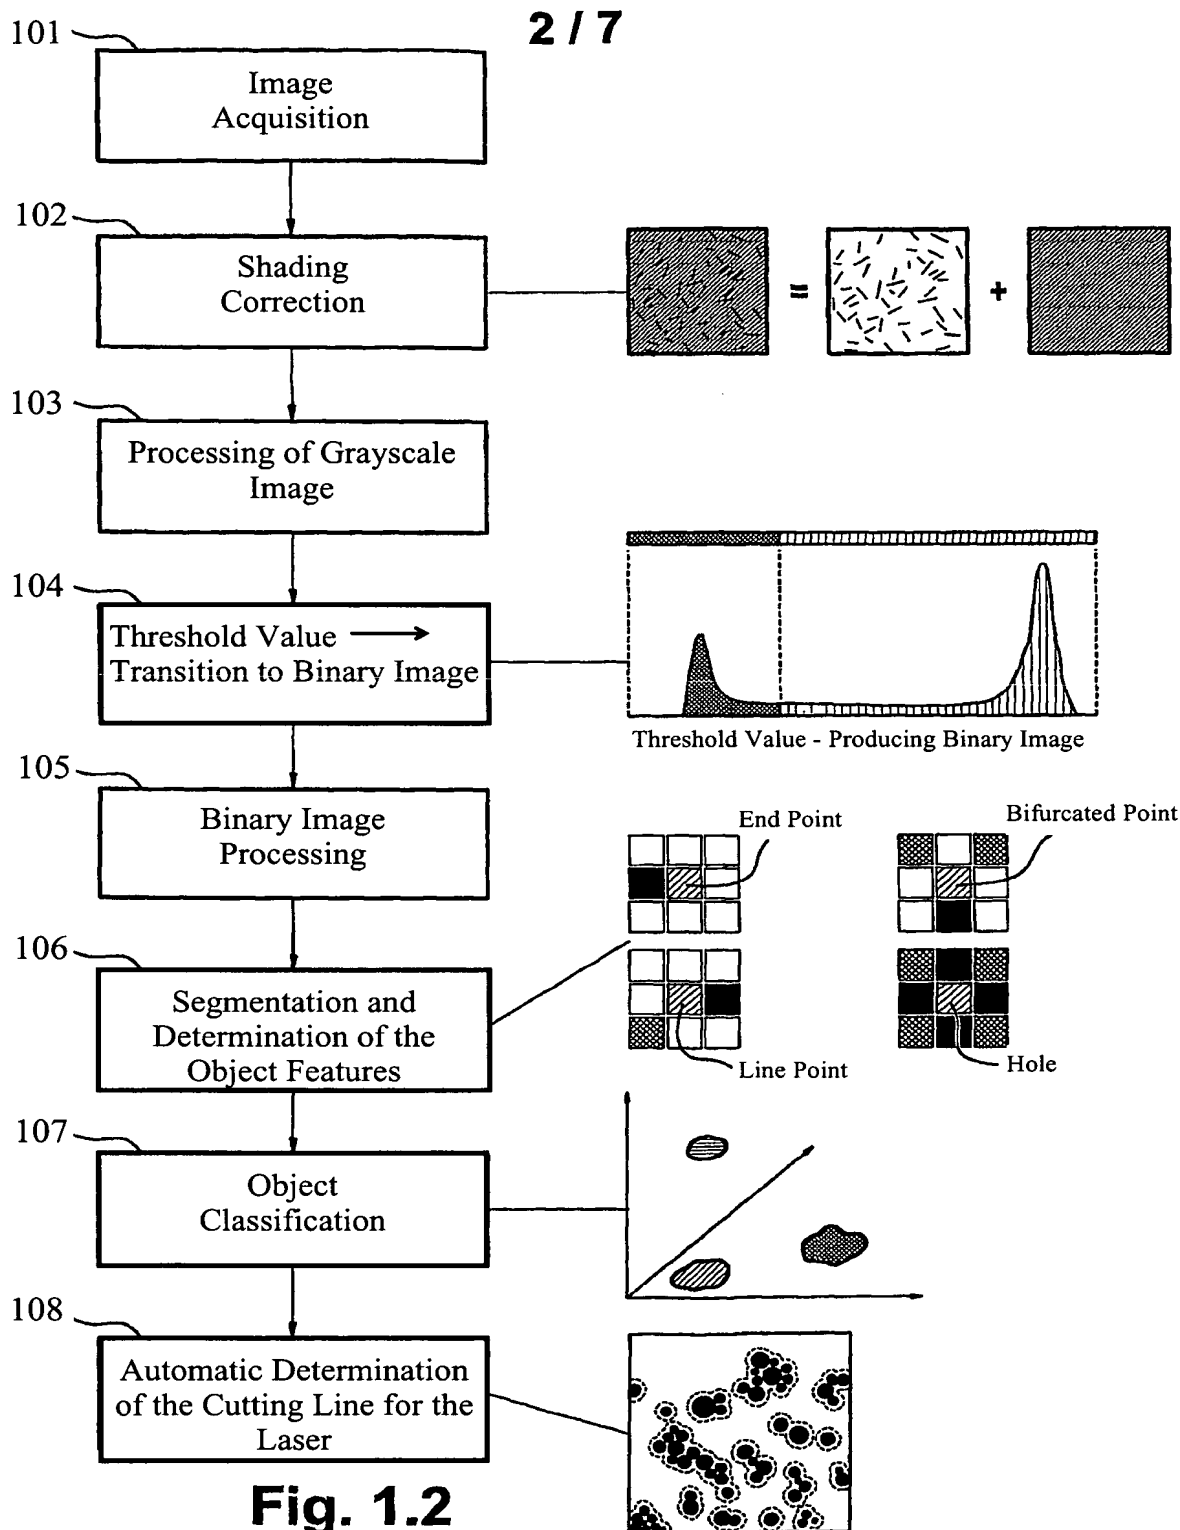 2 / 7
101
Image
Acquisition
102
Shading
Correction
=
+
103
Processing of Grayscale
Image
104
Threshold Value →
Transition to Binary Image
Threshold Value - Producing Binary Image
105
Binary Image
Processing
End Point
Bifurcated Point
106
Segmentation and
Determination of the
Object Features
Line Point
Hole
107
Object
Classification
108
Automatic Determination
of the Cutting Line for the
Laser
Fig. 1.2